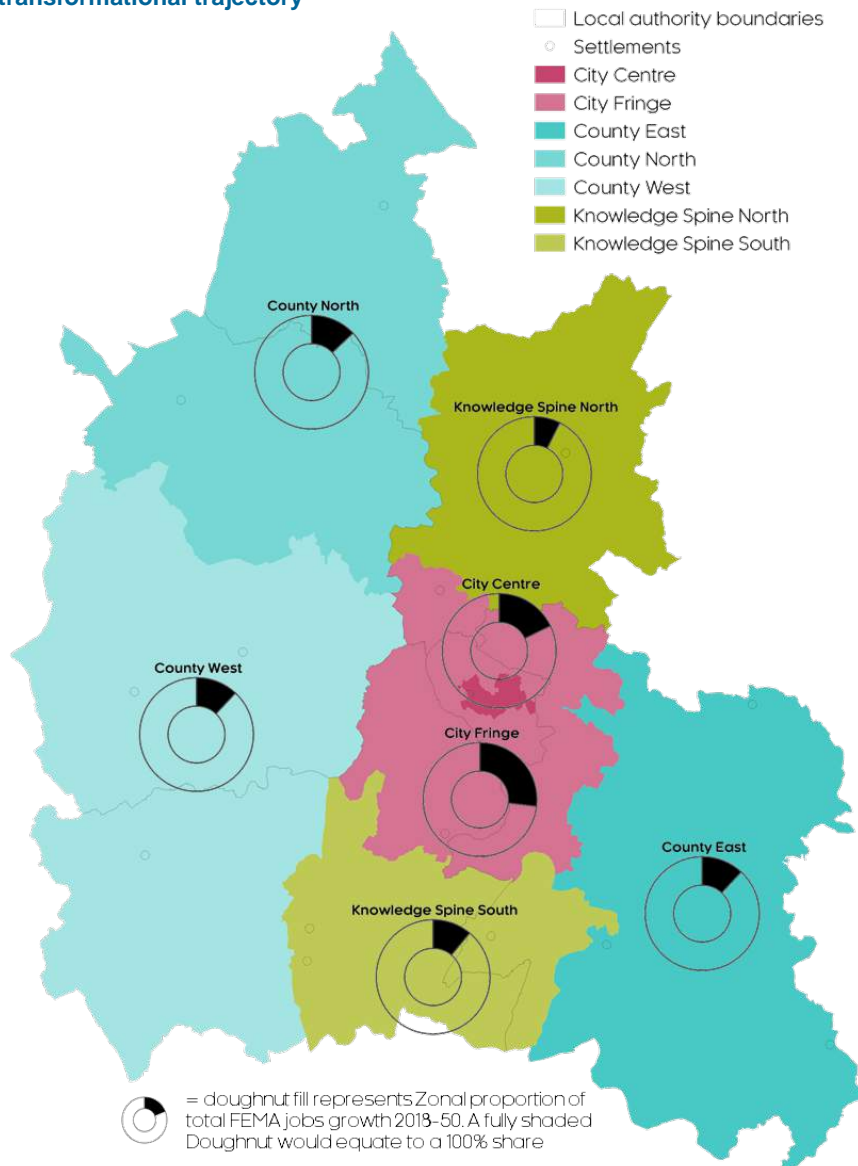 transformational trajectory
Local authority boundaries
Settlements
City Centre
City Fringe
County East
County North
County West
Knowledge Spine North
Knowledge Spine South
County North
Knowledge Spine North
City Centre
County West
City Fringe
County East
Knowledge Spine South
= doughnut fill represents Zonal proportion of
total FEMA jobs growth 2018-50. A fully shaded
Doughnut would equate to a 100% share